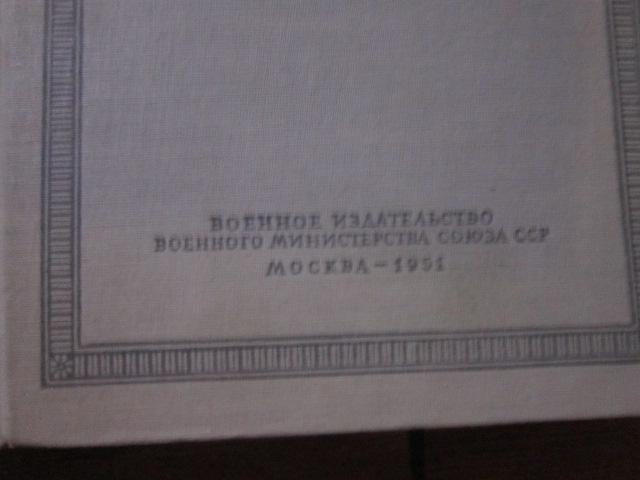 ВОЕННОЕ ИЗДАТЕЛЬСТВО
ВОЕННОГО МИНИСТЕРСТВА СОЮЗА ССР
МОСКВА — 1951